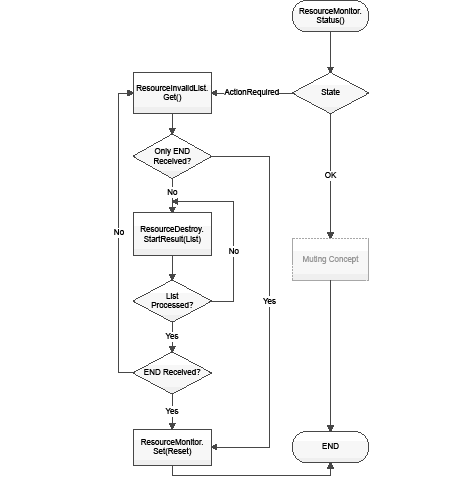 ResourceMonitor.
Status()
ResourceInvalidList.
Get()
ActionRequired
State
Only END
Received?
OK
No
ResourceDestroy.
StartResult(List)
No
No
Muting Concept
List
Processed?
Yes
Yes
END Received?
Yes
ResourceMonitor.
Set(Reset)
END